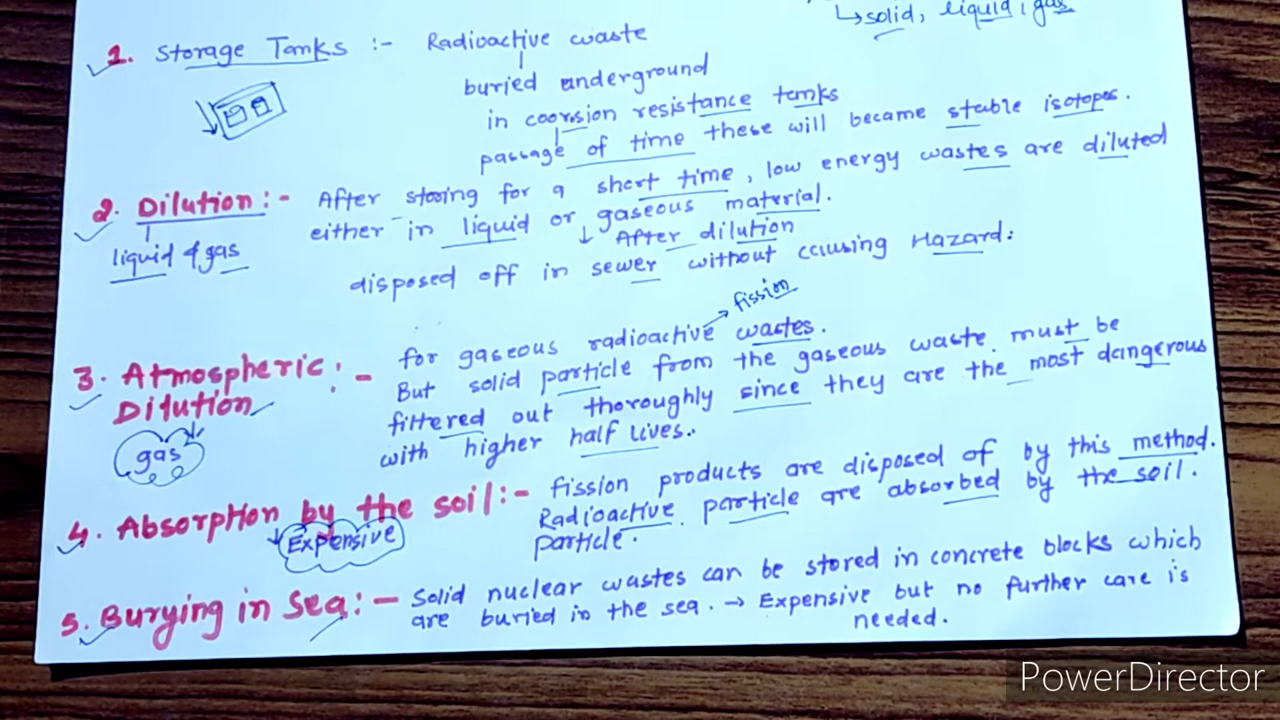 ↳solid, liquid, gas
1. Storage Tanks :- Radioactive waste
buried underground
in coorsion resistance tanks
passage of time these will became stable isotopes.
2. Dilution :- After storing for a short time, low energy wastes are diluted
either in liquid or gaseous material.
liquid & gas
↓ After dilution
disposed off in sewer without causing Hazard:
fission
3. Atmospheric Dilution :- for gaseous radioactive wastes.
But solid particle from the gaseous waste must be
filtered out thoroughly since they are the most dangerous
with higher half lives..
gas
4. Absorption by the soil:- fission products are disposed of by this method.
Radioactive particle are absorbed by the soil.
particle.
Expensive
5. Burying in Sea:- Solid nuclear wastes can be stored in concrete blocks which
are buried in the sea. → Expensive but no further care is
needed.
PowerDirector